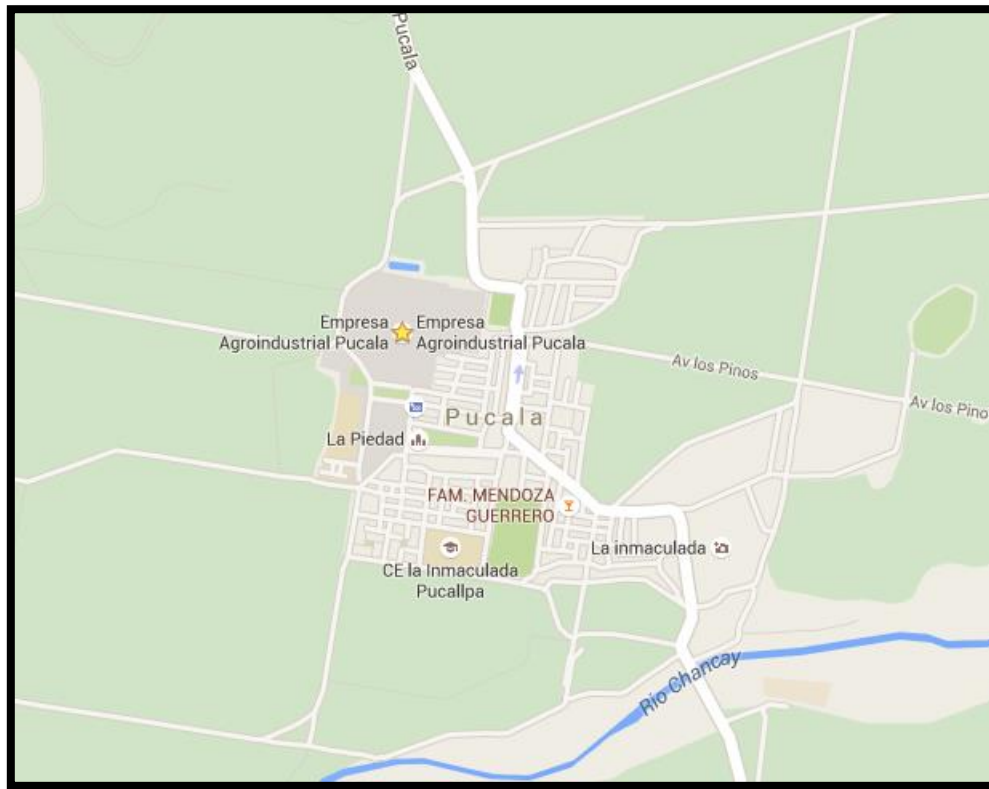 Pucala
Empresa
Agroindustrial Pucala
Empresa
Agroindustrial Pucala
Av los Pinos
Av los Pino
Pucala
La Piedad
FAM. MENDOZA
GUERRERO
La inmaculada
CE la Inmaculada
Pucallpa
Rio Chancay